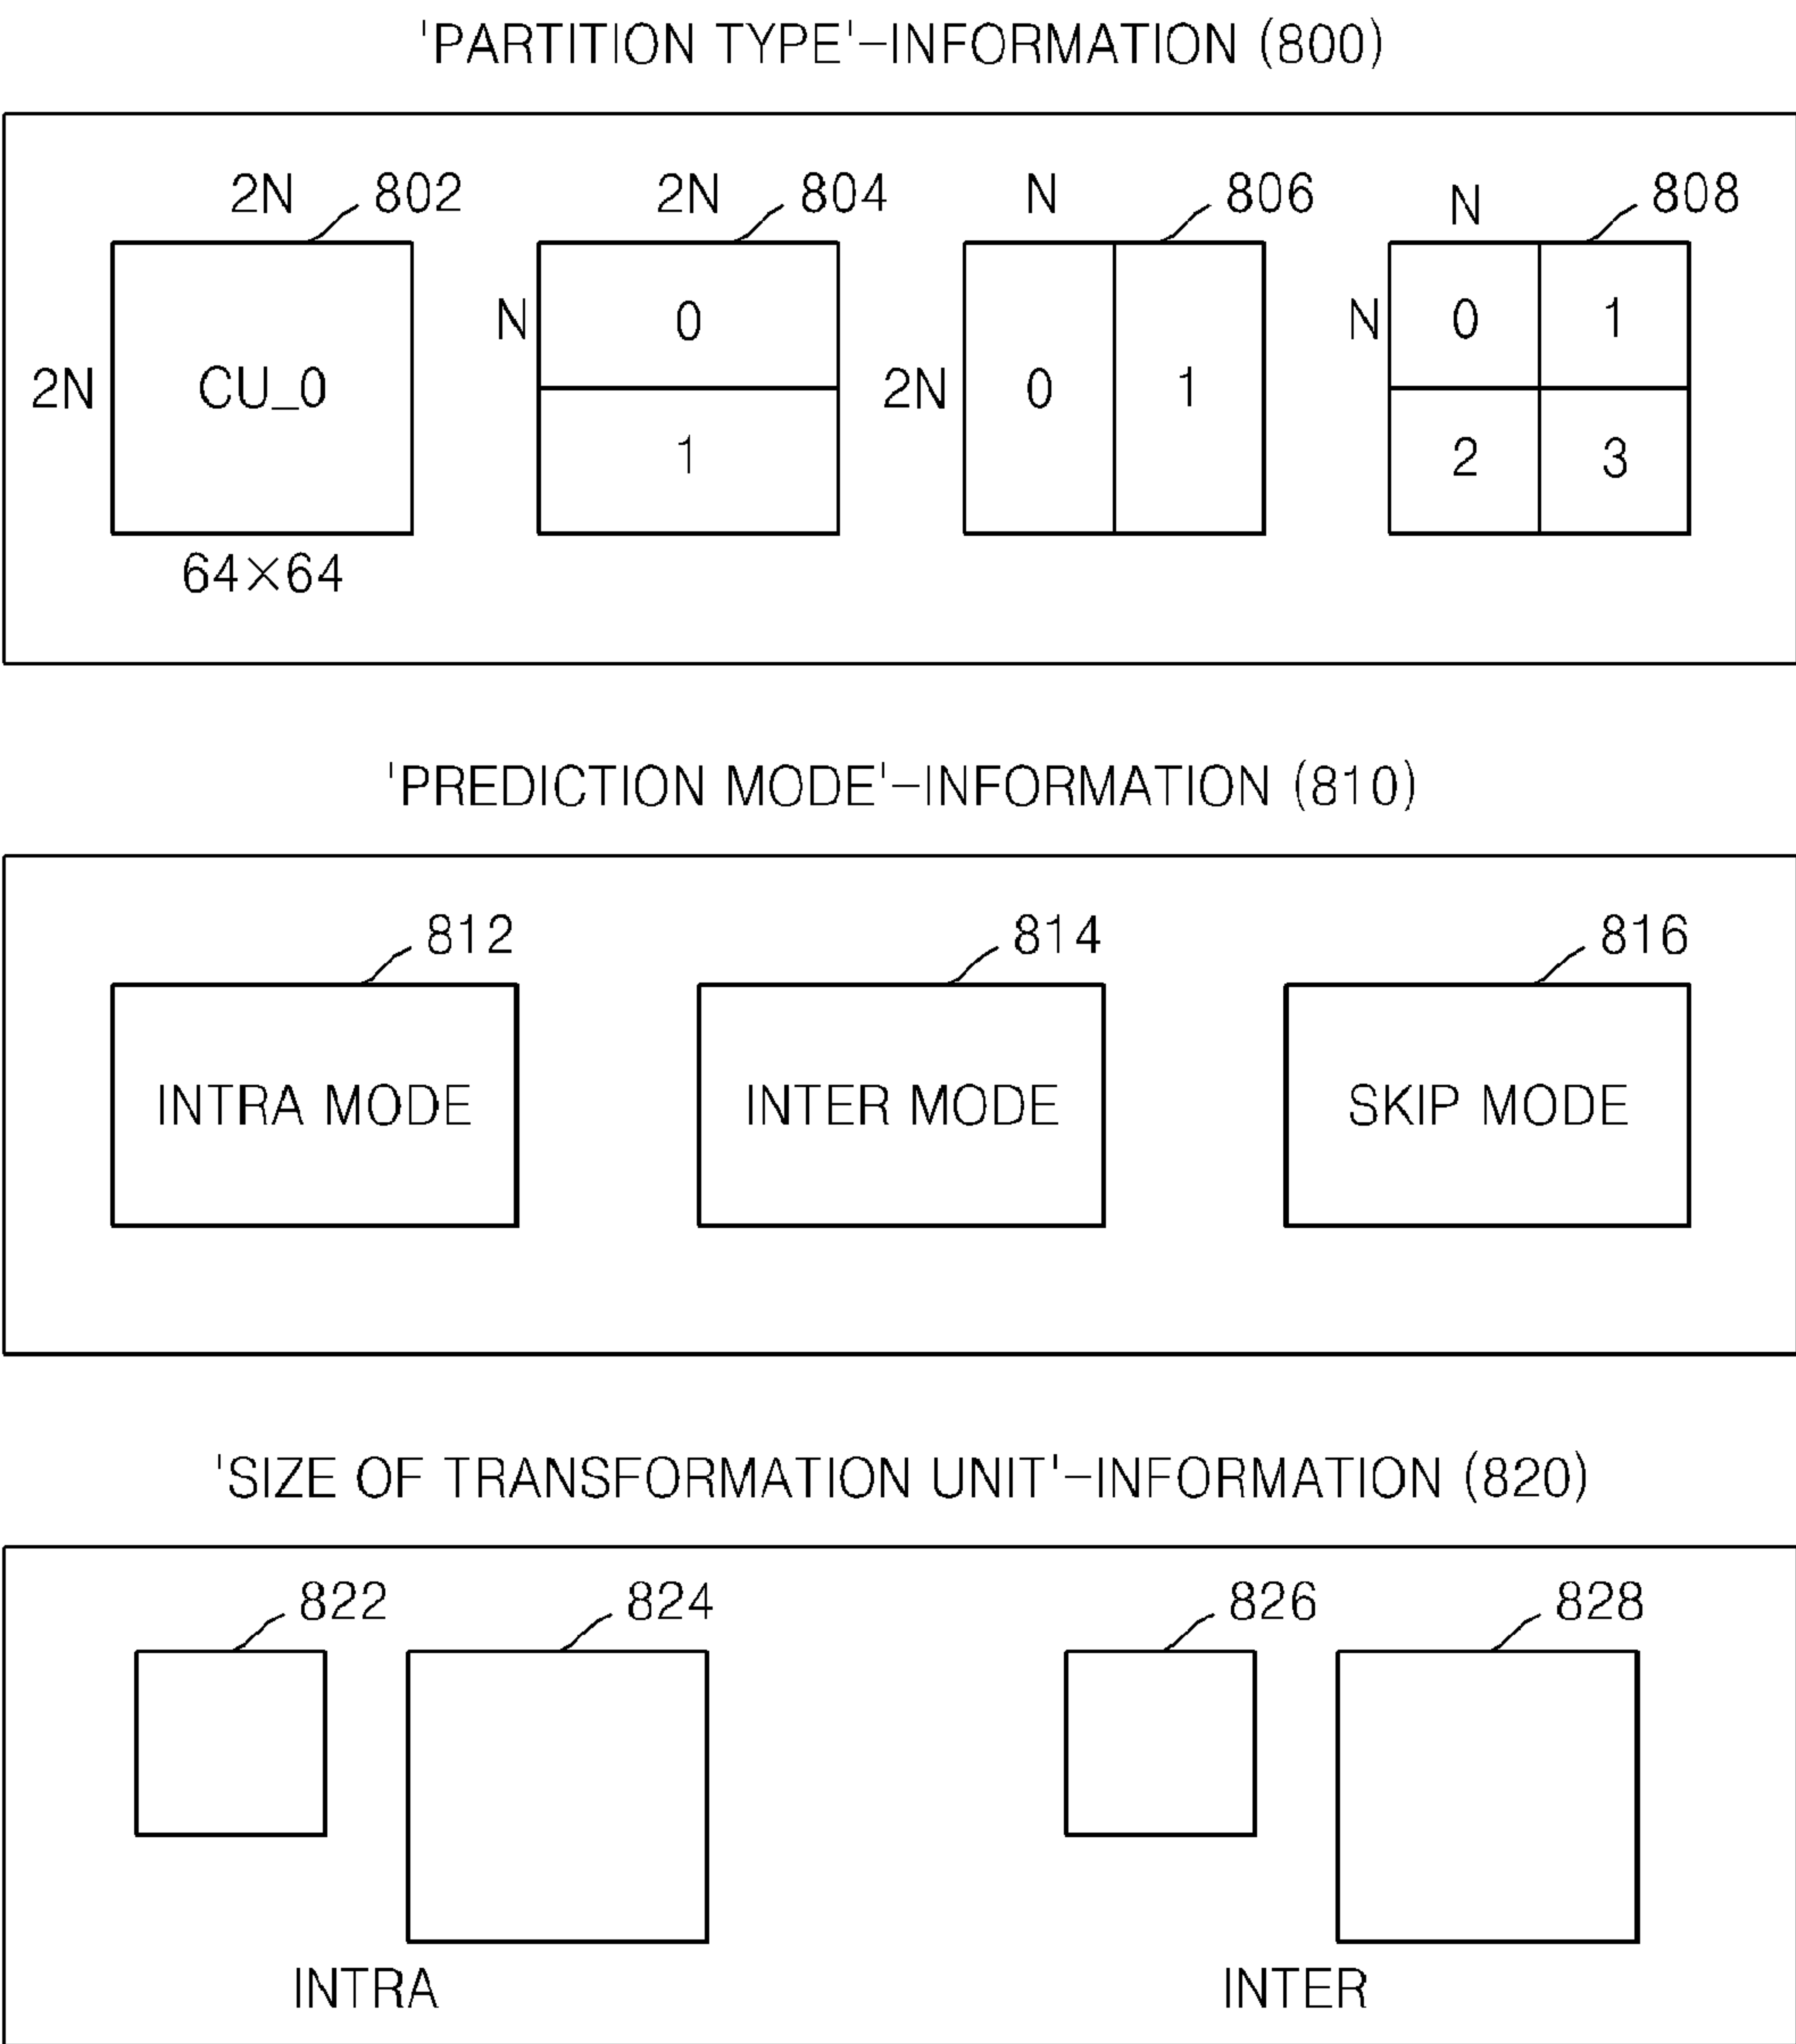 'PARTITION TYPE'-INFORMATION (800)
2N 802 2N 804 N 806 N 808
N 0 N 0 1
2N CU_0 2N 0 1
1 2 3
64×64
'PREDICTION MODE'-INFORMATION (810)
812 814 816
INTRA MODE INTER MODE SKIP MODE
'SIZE OF TRANSFORMATION UNIT'-INFORMATION (820)
822 824 826 828
INTRA INTER